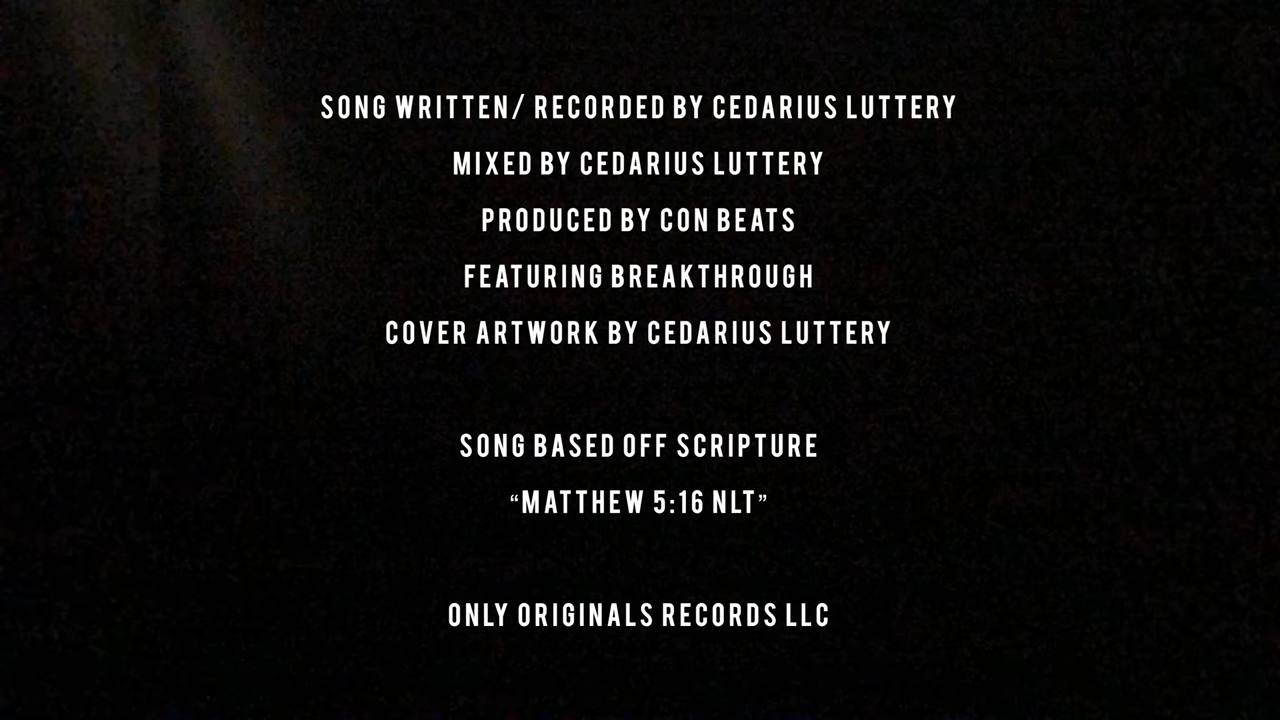 SONG WRITTEN/ RECORDED BY CEDARIUS LUTTERY
MIXED BY CEDARIUS LUTTERY
PRODUCED BY CON BEATS
FEATURING BREAKTHROUGH
COVER ARTWORK BY CEDARIUS LUTTERY
SONG BASED OFF SCRIPTURE
“MATTHEW 5:16 NLT”
ONLY ORIGINALS RECORDS LLC